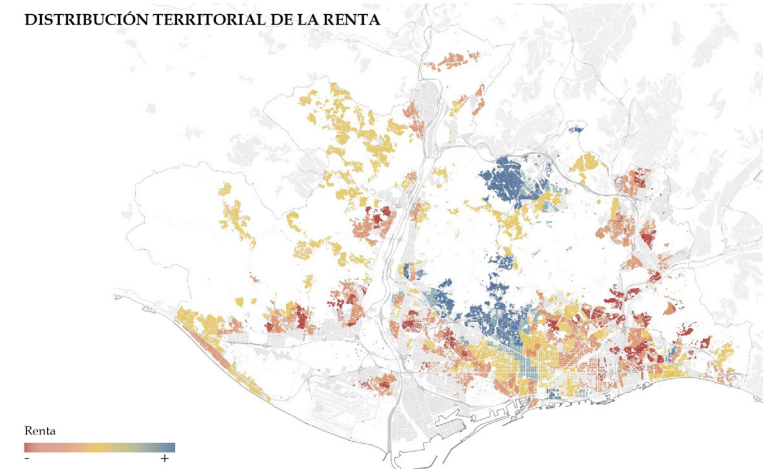 DISTRIBUCIÓN TERRITORIAL DE LA RENTA
Renta
- +